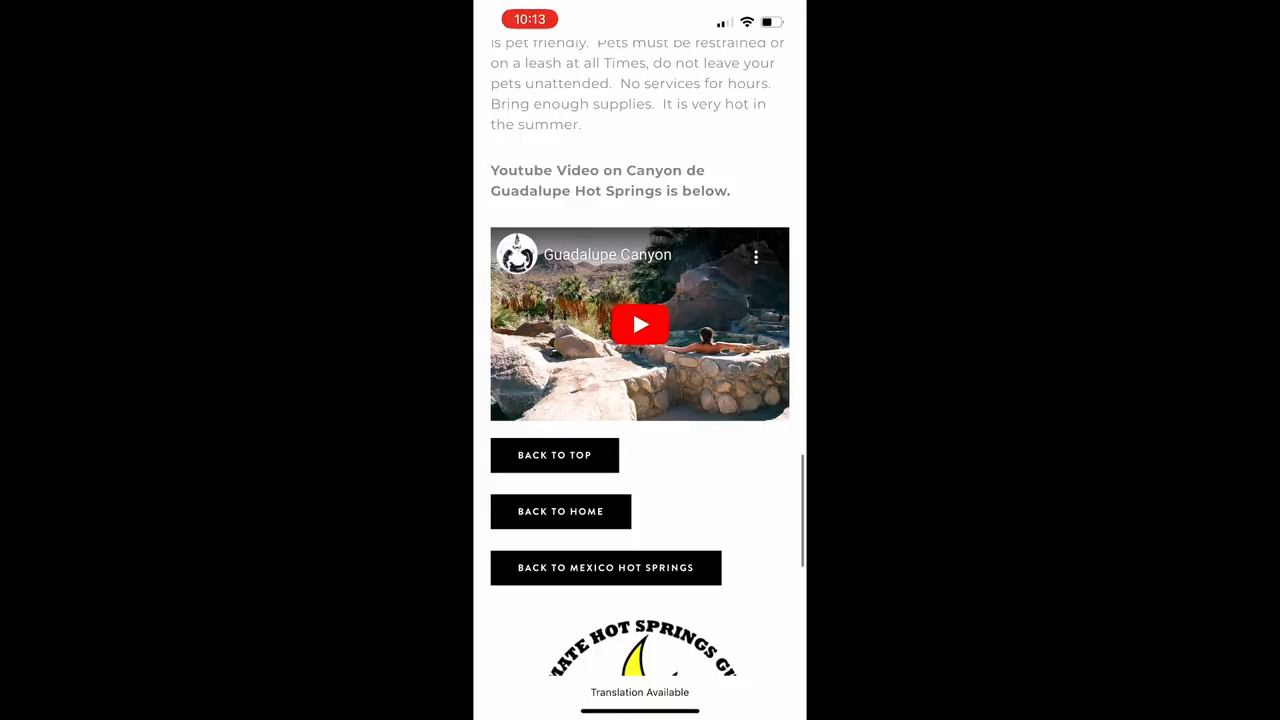 10:13
is pet friendly.  Pets must be restrained or
on a leash at all Times, do not leave your
pets unattended.  No services for hours.
Bring enough supplies.  It is very hot in
the summer.
Youtube Video on Canyon de
Guadalupe Hot Springs is below.
Guadalupe Canyon
BACK TO TOP
BACK TO HOME
BACK TO MEXICO HOT SPRINGS
HOT SPRINGS
Translation Available